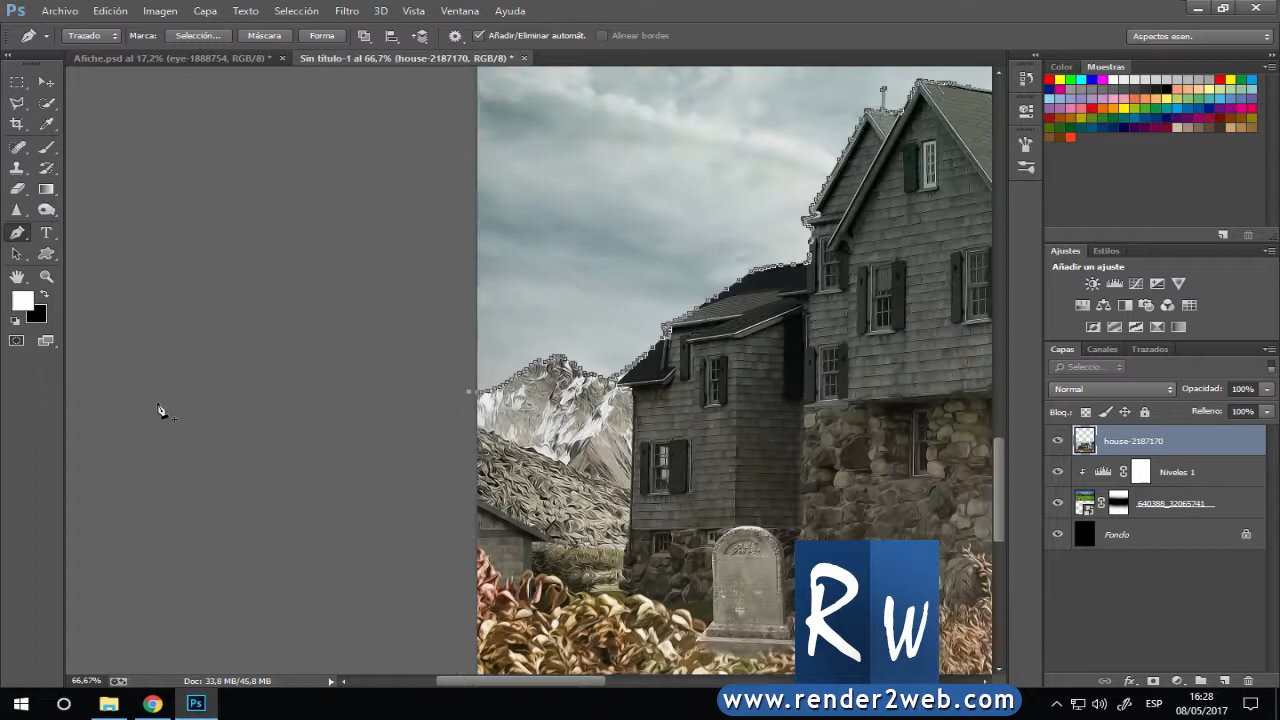 Ps Archivo Edición Imagen Capa Texto Selección Filtro 3D Vista Ventana Ayuda
Trazado Marca: Selección... Máscara Forma Añadir/Eliminar automát. Alinear bordes Aspectos esen.
Afiche.psd al 17,2% (eye-1888754, RGB/8) * × Sin título-1 al 66,7% (house-2187170, RGB/8) * ×
Color Muestras
Ajustes Estilos
Añadir un ajuste
Capas Canales Trazados
Normal Opacidad: 100%
Bloq.: Relleno: 100%
house-2187170
Niveles 1
640388_32065741
Fondo
RW
66,67% Doc: 33,8 MB/45,8 MB
www.render2web.com
Ps ESP 16:28
08/05/2017